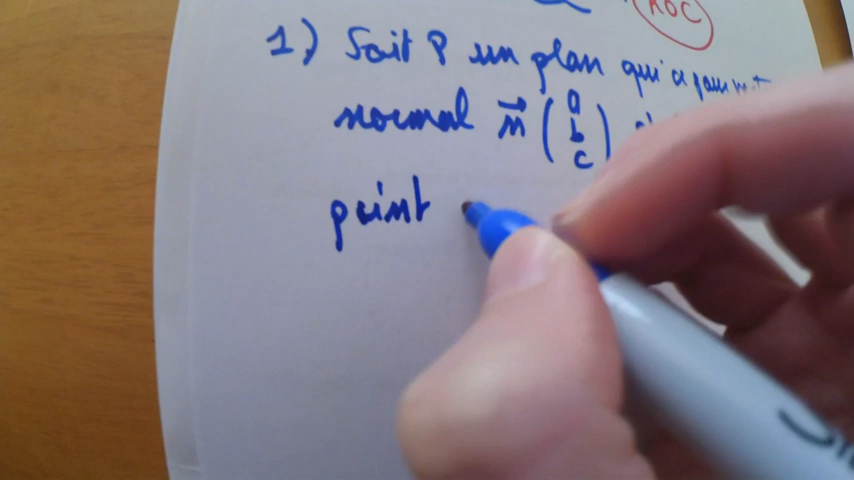 ROC
1.) Soit P un plan qui a pour
normal n⃗ (a b c)
point